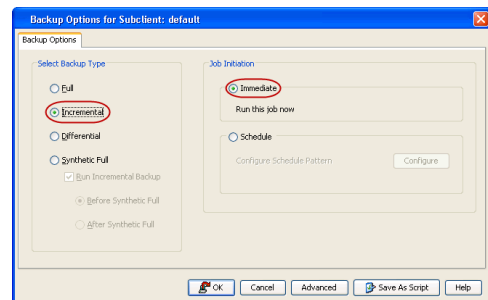 Backup Options for Subclient: default
Backup Options
Select Backup Type
Full
Incremental
Differential
Synthetic Full
Run Incremental Backup
Before Synthetic Full
After Synthetic Full
Job Initiation
Immediate
Run this job now
Schedule
Configure Schedule Pattern
Configure
OK
Cancel
Advanced
Save As Script
Help